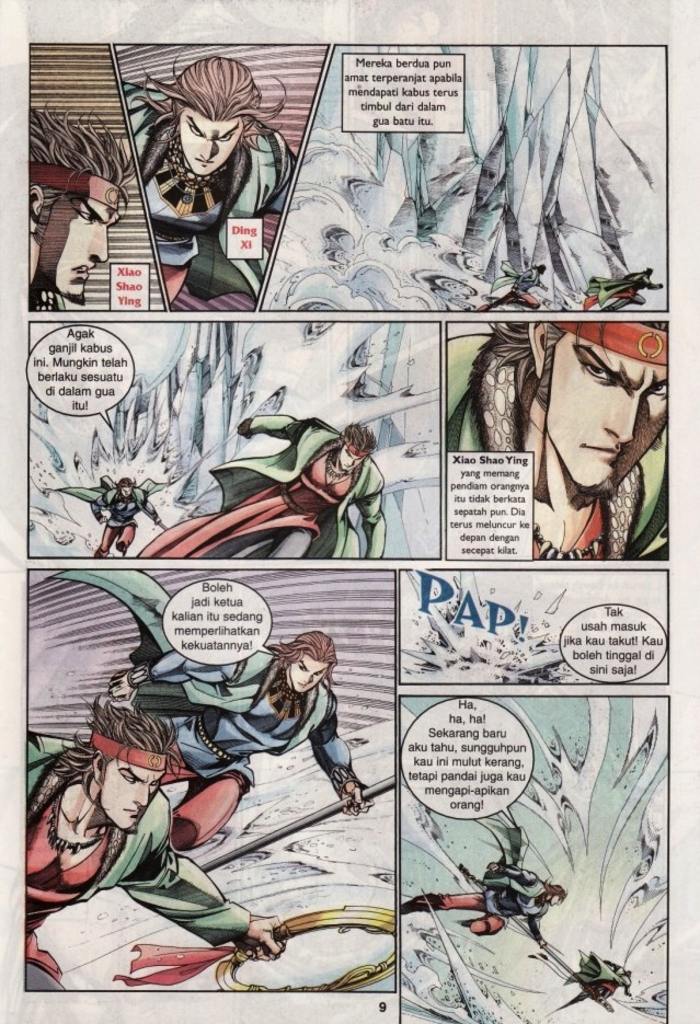 Mereka berdua pun
amat terperanjat apabila
mendapati kabus terus
timbul dari dalam
gua batu itu.
Xiao
Shao
Ying
Ding
Xi
Agak
ganjil kabus
ini. Mungkin telah
berlaku sesuatu
di dalam gua
itu!
Xiao Shao Ying
yang memang
pendiam orangnya
itu tidak berkata
sepatah pun. Dia
terus meluncur ke
depan dengan
secepat kilat.
Boleh
jadi ketua
kalian itu sedang
memperlihatkan
kekuatannya!
PAP!
Tak
usah masuk
jika kau takut! Kau
boleh tinggal di
sini saja!
Ha,
ha, ha!
Sekarang baru
aku tahu, sungguhpun
kau ini mulut kerang,
tetapi pandai juga kau
mengapi-apikan
orang!
9